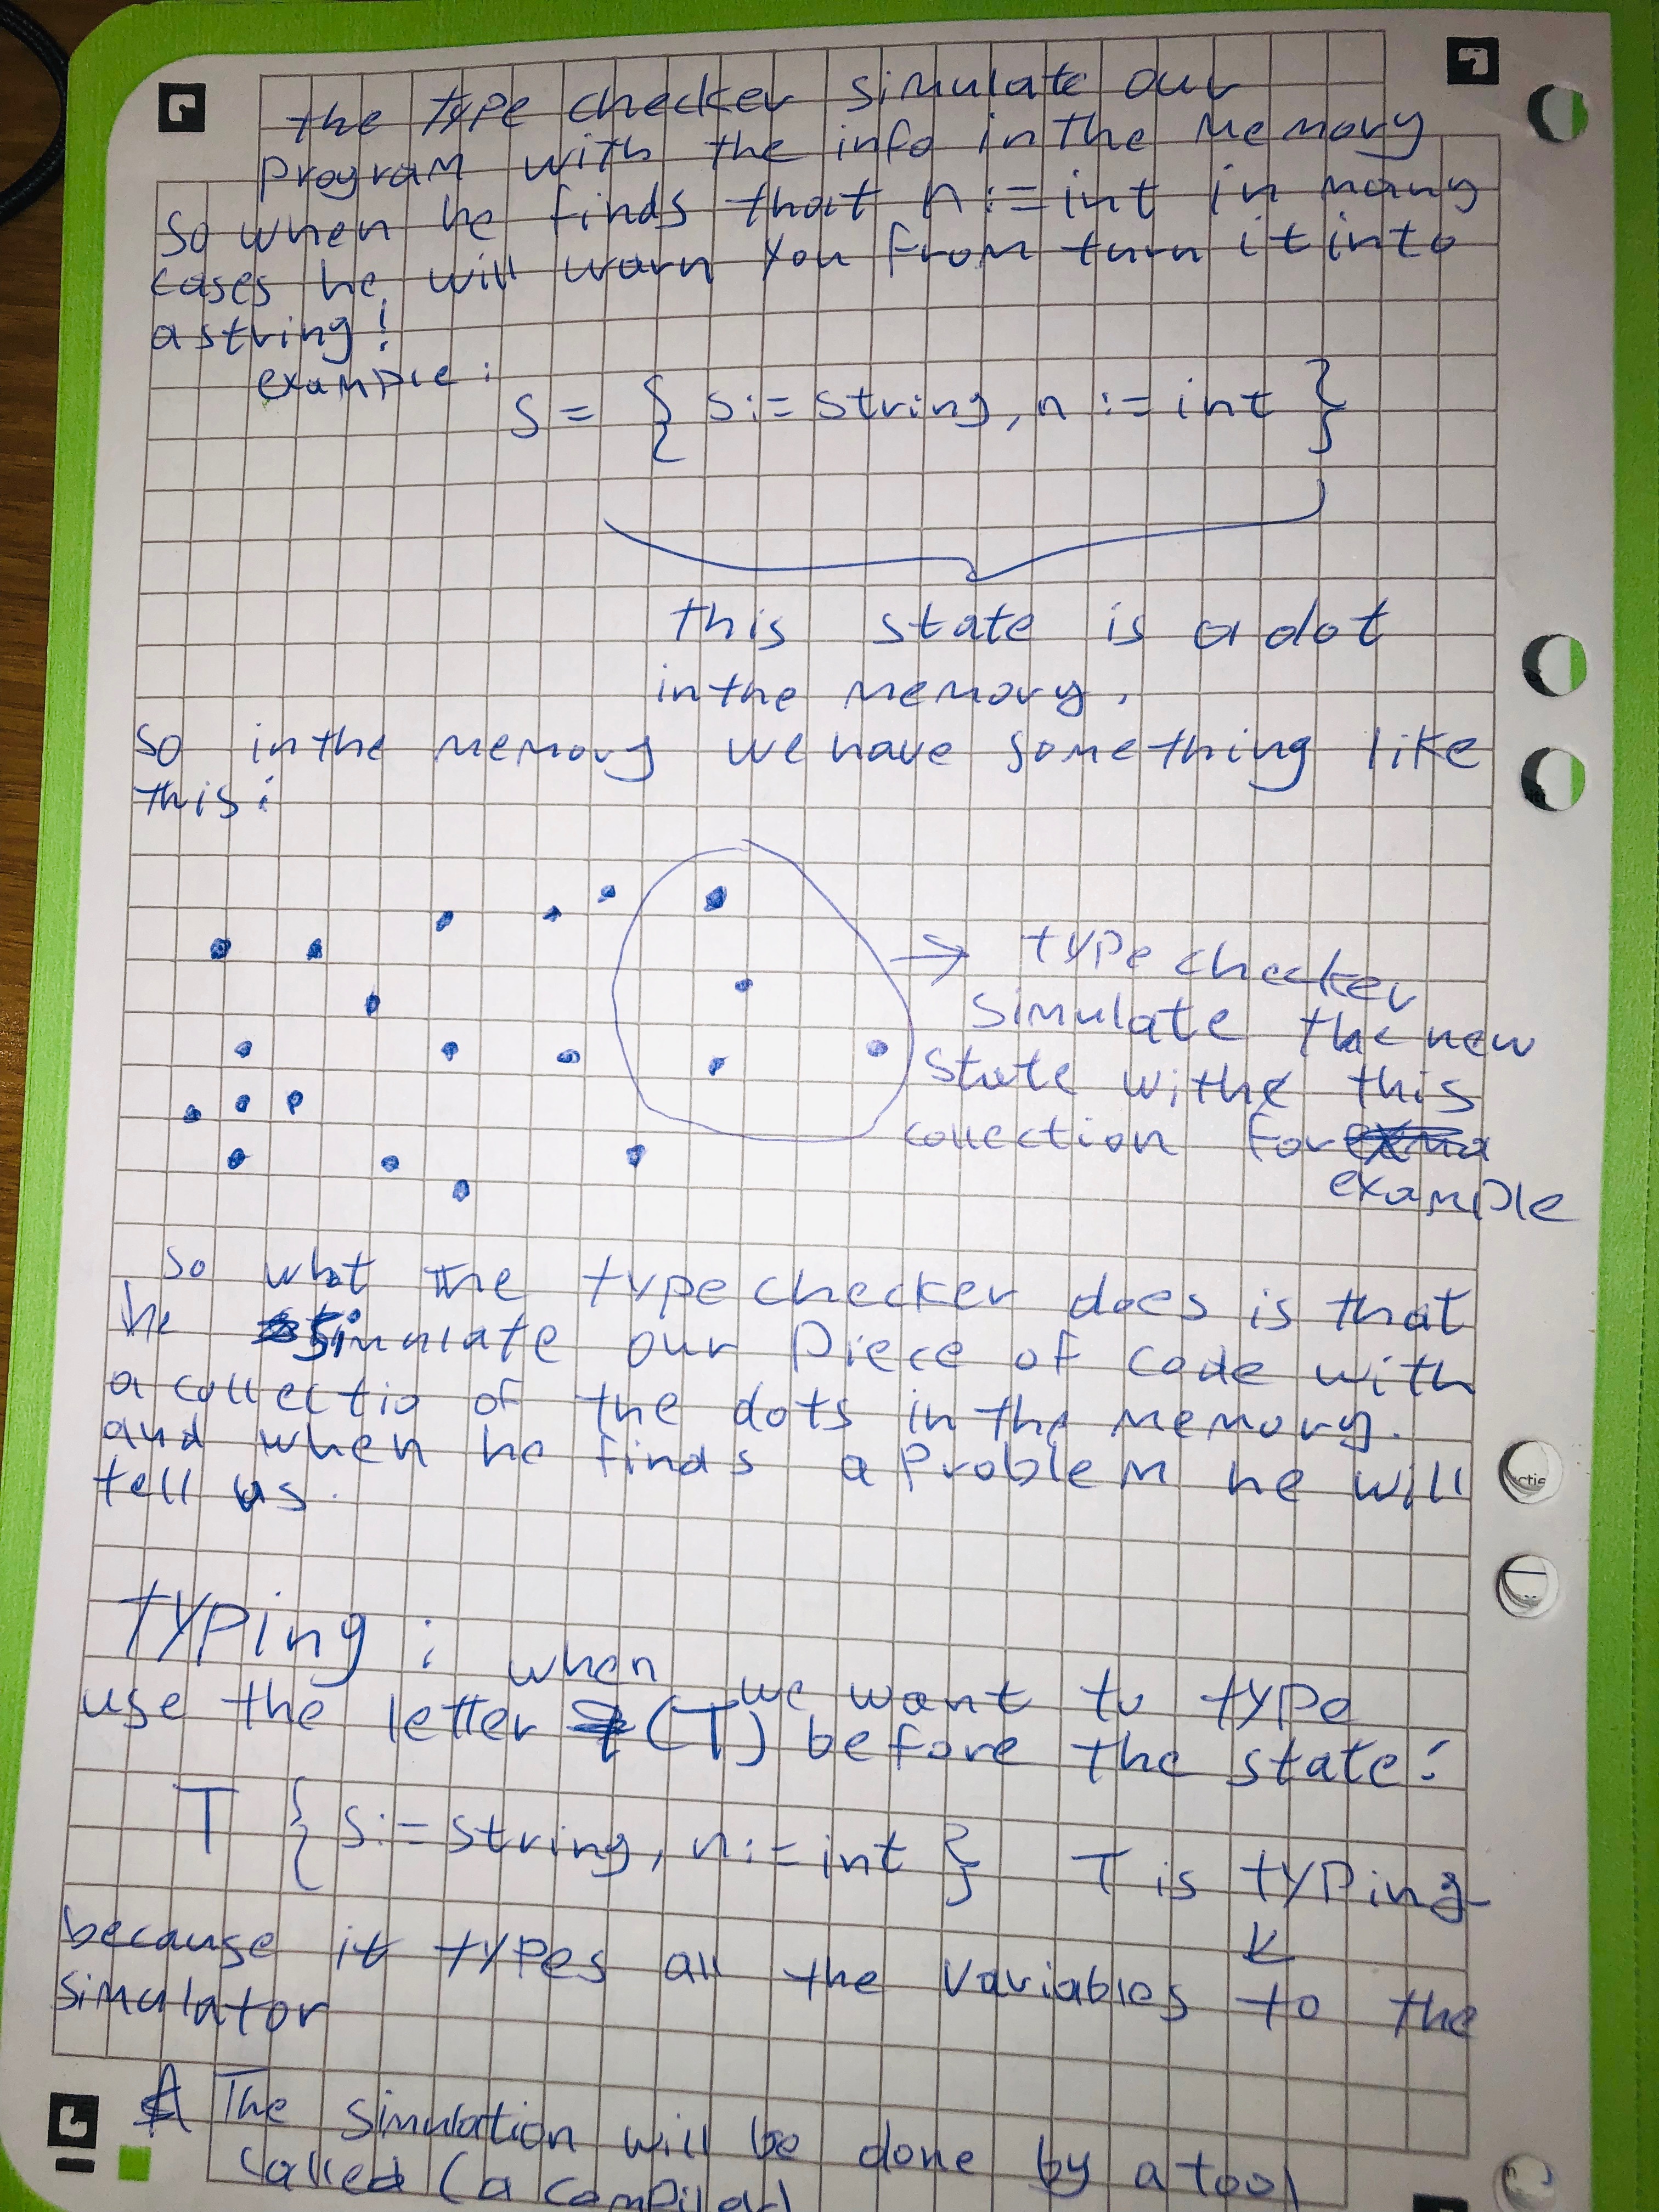 the type checker simulate our
program with the info in the memory
so when he finds that n := int in many
cases he will warn you from turn it into
a string!
example:
S = { s := string, n := int }
this state is a dot
in the memory.
so in the memory we have something like
this:
→ type checker
simulate the new
state withe this
collection for
example
so what the type checker does is that
he simulate our piece of code with
a collectio of the dots in the memory.
and when he finds a problem he will
tell us.
typing : when we want to type
use the letter (T) before the state:
T { s := string, n := int } T is typing
because it types all the variables to the
simulator
The simulation will be done by a tool
called (a compiler)